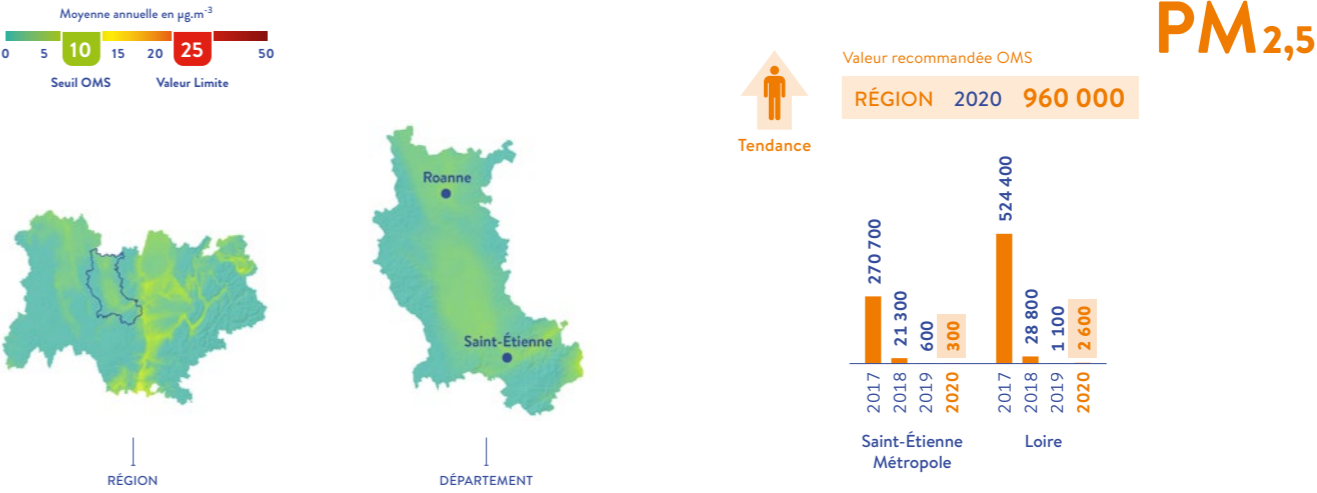 Moyenne annuelle en µg.m-3
0 5 10 15 20 25 50
Seuil OMS Valeur Limite
Roanne
Saint-Étienne
RÉGION
DÉPARTEMENT
PM2,5
Valeur recommandée OMS
RÉGION 2020 960 000
Tendance
270 700 21 300 600 300
2017 2018 2019 2020
Saint-Étienne
Métropole
524 400 28 800 1 100 2 600
2017 2018 2019 2020
Loire